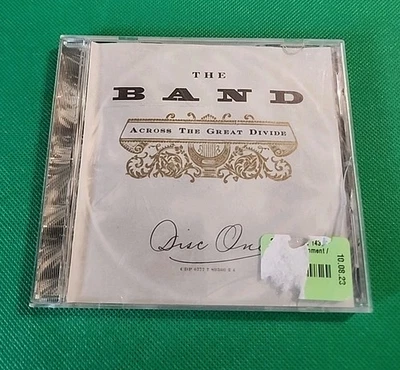 THE
BAND
ACROSS THE GREAT DIVIDE
Disc One
10.08.23